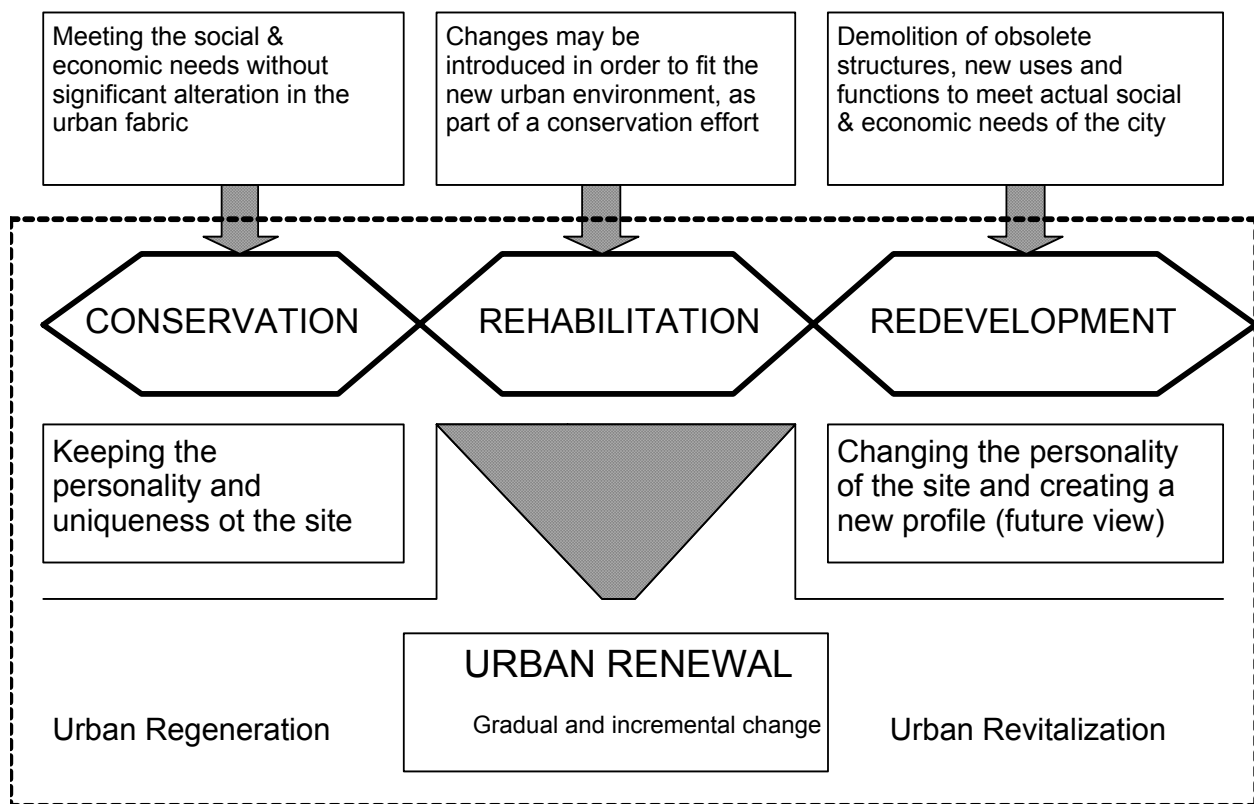 Meeting the social &
economic needs without
significant alteration in the
urban fabric
Changes may be
introduced in order to fit the
new urban environment, as
part of a conservation effort
Demolition of obsolete
structures, new uses and
functions to meet actual social
& economic needs of the city
CONSERVATION
REHABILITATION
REDEVELOPMENT
Keeping the
personality and
uniqueness ot the site
Changing the personality
of the site and creating a
new profile (future view)
URBAN RENEWAL
Gradual and incremental change
Urban Regeneration
Urban Revitalization